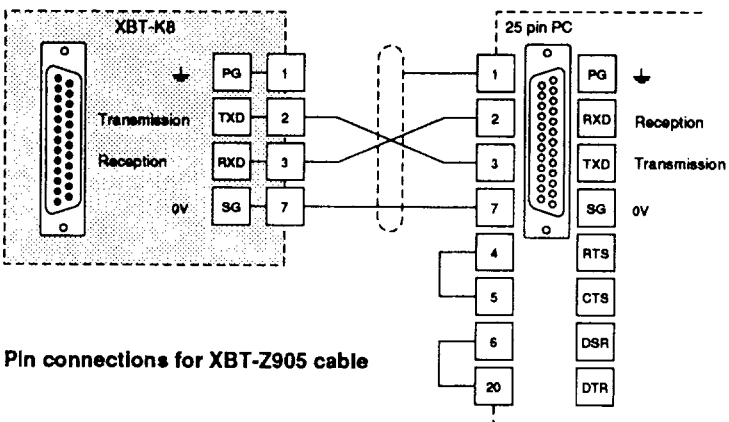 XBT-K8
25 pin PC
PG 1
1 PG
Transmission TXD 2
2 RXD Reception
Reception RXD 3
3 TXD Transmission
0V SG 7
7 SG 0V
4 RTS
5 CTS
6 DSR
20 DTR
Pin connections for XBT-Z905 cable